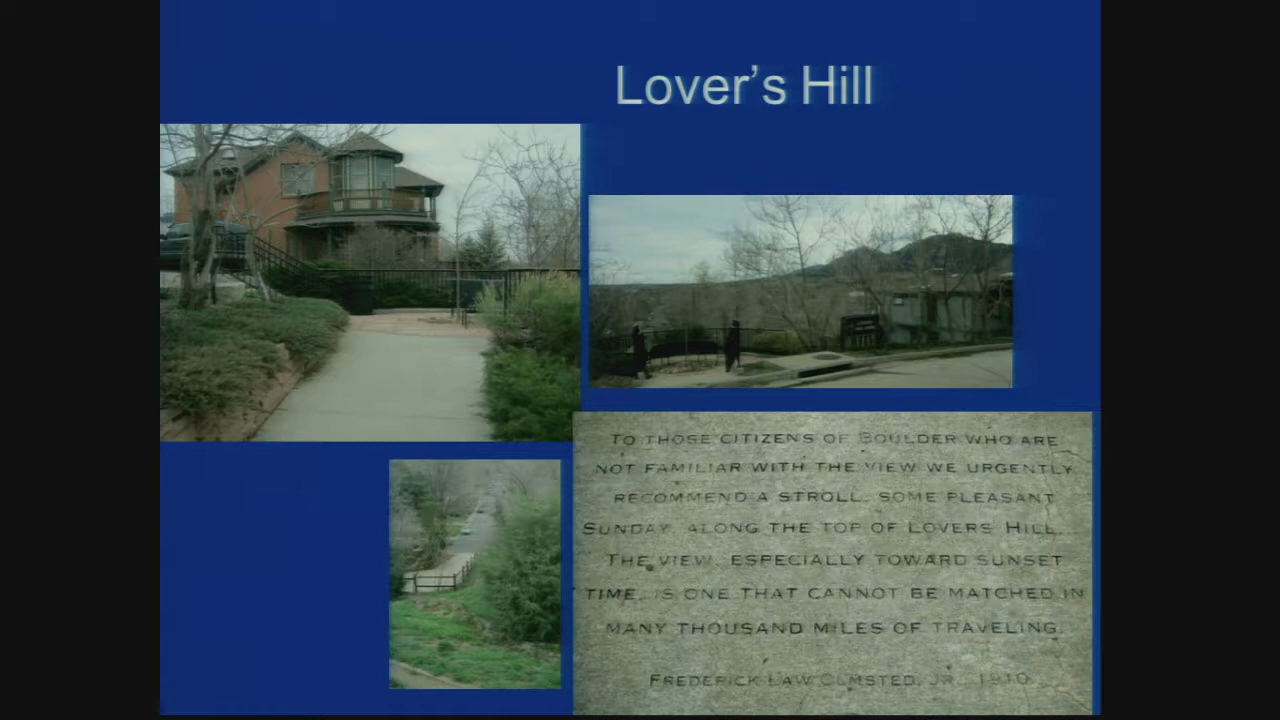 Lover's Hill
TO THOSE CITIZENS OF BOULDER WHO ARE
NOT FAMILIAR WITH THE VIEW WE URGENTLY
RECOMMEND A STROLL, SOME PLEASANT
SUNDAY, ALONG THE TOP OF LOVERS HILL...
THE VIEW, ESPECIALLY TOWARD SUNSET
TIME, IS ONE THAT CANNOT BE MATCHED IN
MANY THOUSAND MILES OF TRAVELING.
FREDERICK LAW OLMSTED, JR. 1910